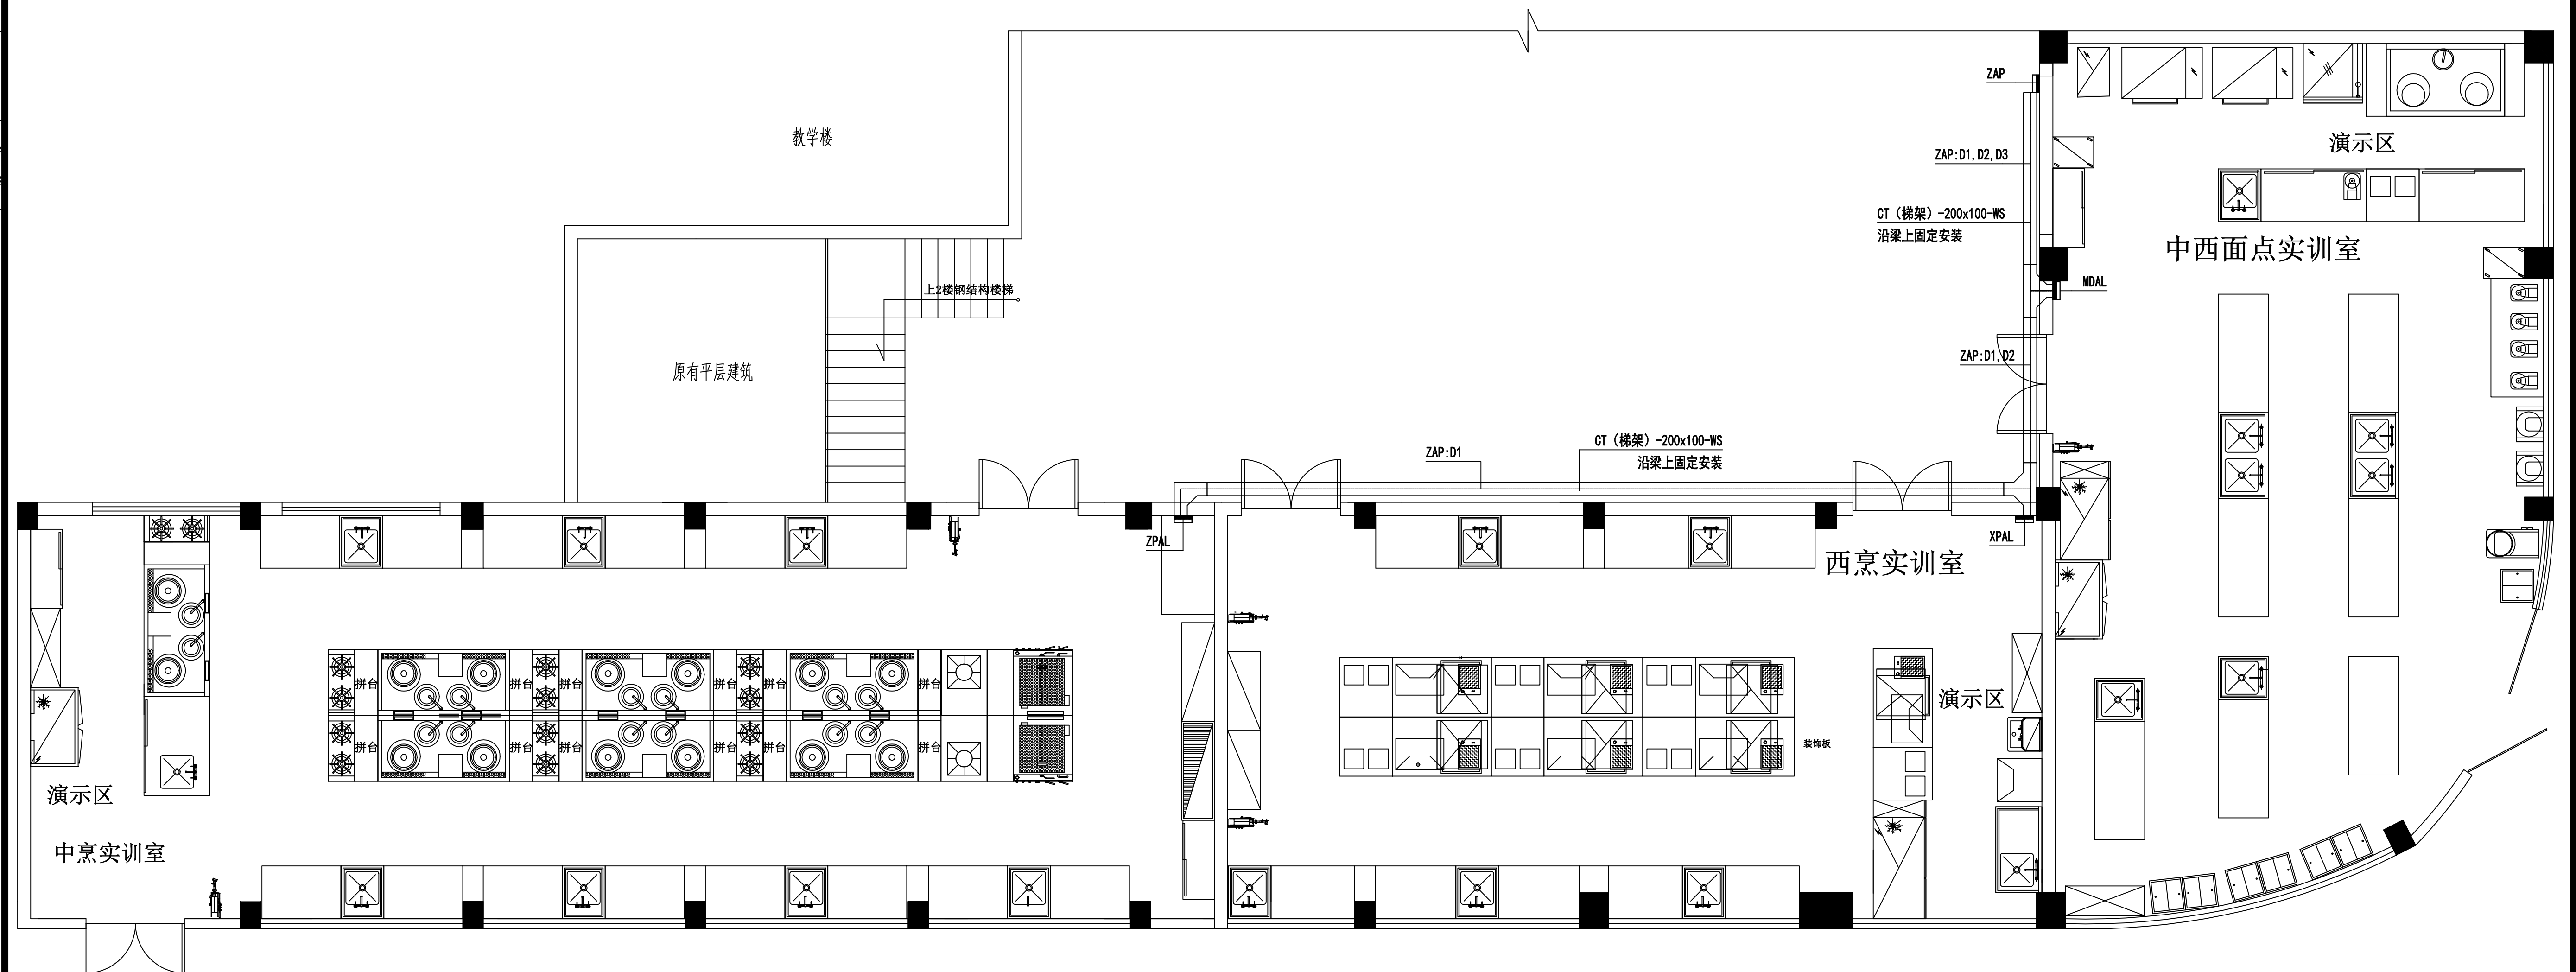 ZAP
教学楼
演示区
ZAP:D1,D2,D3
CT（梯架）-200x100-WS
沿梁上固定安装
中西面点实训室
MDAL
上2楼钢结构楼梯
ZAP:D1,D2
原有平层建筑
CT（梯架）-200x100-WS
ZAP:D1
沿梁上固定安装
ZPAL
XPAL
西烹实训室
拼台
拼台
拼台
拼台
拼台
拼台
演示区
拼台
拼台
拼台
拼台
拼台
拼台
装饰板
演示区
中烹实训室